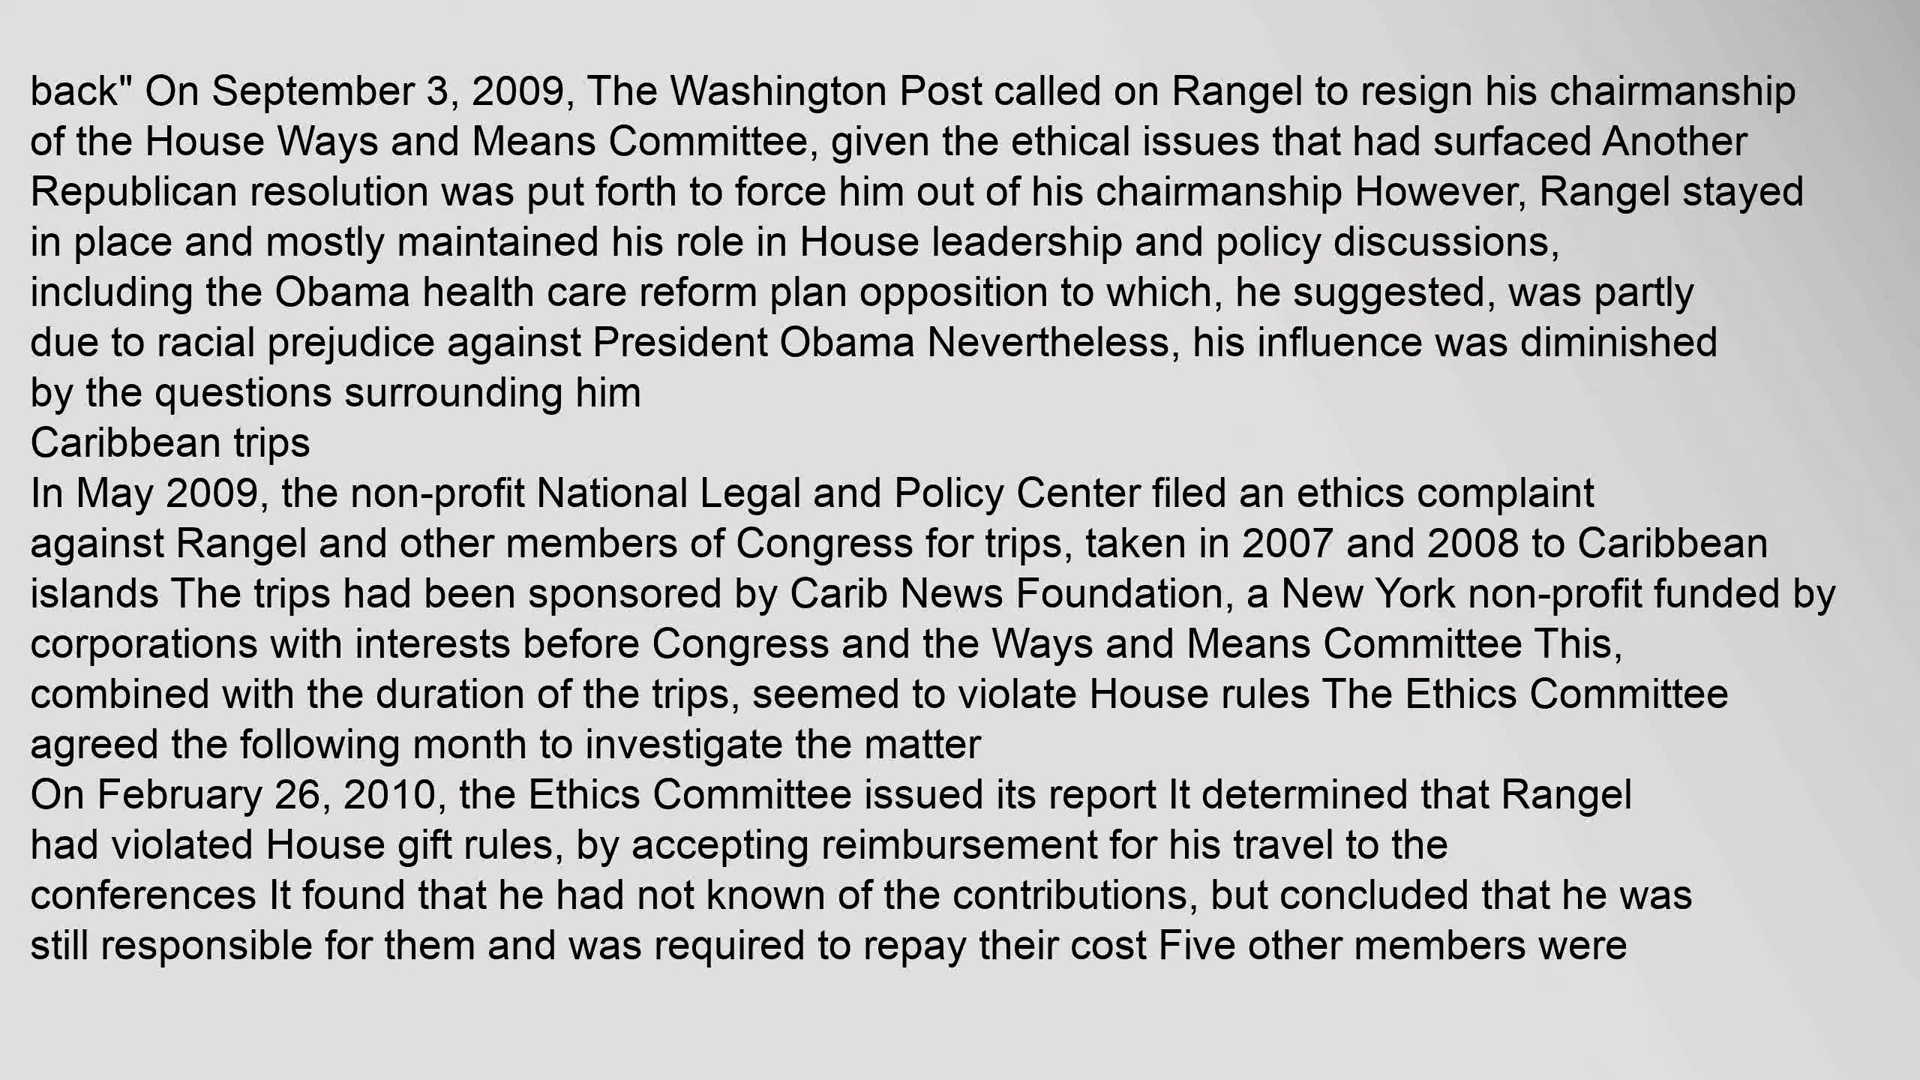 back" On September 3, 2009, The Washington Post called on Rangel to resign his chairmanship
of the House Ways and Means Committee, given the ethical issues that had surfaced Another
Republican resolution was put forth to force him out of his chairmanship However, Rangel stayed
in place and mostly maintained his role in House leadership and policy discussions,
including the Obama health care reform plan opposition to which, he suggested, was partly
due to racial prejudice against President Obama Nevertheless, his influence was diminished
by the questions surrounding him
Caribbean trips
In May 2009, the non-profit National Legal and Policy Center filed an ethics complaint
against Rangel and other members of Congress for trips, taken in 2007 and 2008 to Caribbean
islands The trips had been sponsored by Carib News Foundation, a New York non-profit funded by
corporations with interests before Congress and the Ways and Means Committee This,
combined with the duration of the trips, seemed to violate House rules The Ethics Committee
agreed the following month to investigate the matter
On February 26, 2010, the Ethics Committee issued its report It determined that Rangel
had violated House gift rules, by accepting reimbursement for his travel to the
conferences It found that he had not known of the contributions, but concluded that he was
still responsible for them and was required to repay their cost Five other members were